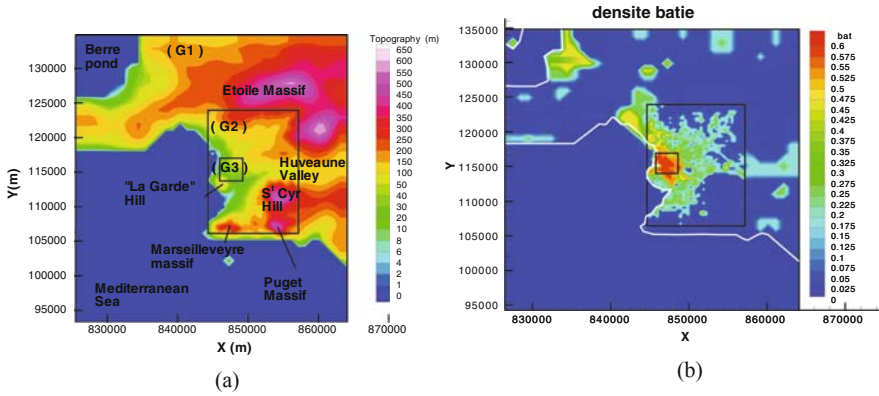 Topography (m)
650
600
550
500
450
400
350
300
250
200
150
100
50
40
20
10
8
6
4
2
1
0
Berre
pond
( G1 )
Etoile Massif
( G2 )
( G3 )
Huveaune
Valley
"La Garde"
Hill
St Cyr
Hill
Marseilleveyre
massif
Puget
Massif
Mediterranean
Sea
Y(m)
130000
125000
120000
115000
110000
105000
100000
95000
830000 840000 850000 860000 870000
X (m)
(a)
densite batie
bat
0.6
0.575
0.55
0.525
0.5
0.475
0.45
0.425
0.4
0.375
0.35
0.325
0.3
0.275
0.25
0.225
0.2
0.175
0.15
0.125
0.1
0.075
0.05
0.025
0
Y
135000
130000
125000
120000
115000
110000
105000
100000
95000
830000 840000 850000 860000 870000
X
(b)